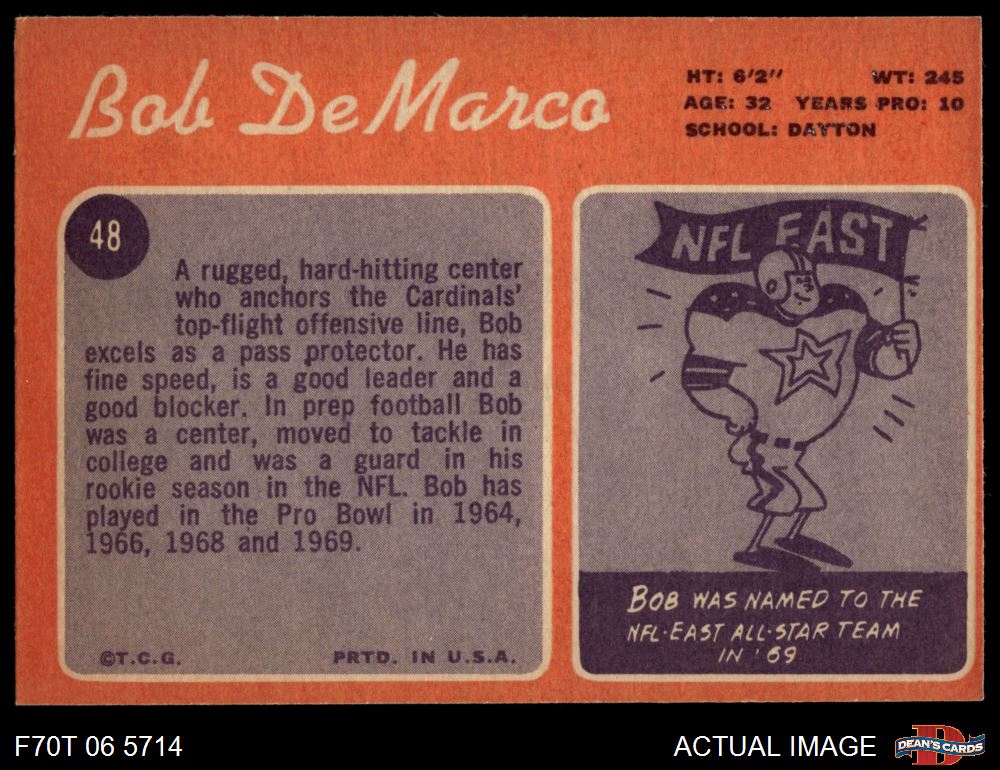 Bob DeMarco
HT: 6'2" WT: 245
AGE: 32 YEARS PRO: 10
SCHOOL: DAYTON
48
A rugged, hard-hitting center
who anchors the Cardinals'
top-flight offensive line, Bob
excels as a pass protector. He has
fine speed, is a good leader and a
good blocker. In prep football Bob
was a center, moved to tackle in
college and was a guard in his
rookie season in the NFL. Bob has
played in the Pro Bowl in 1964,
1966, 1968 and 1969.
©T.C.G. PRTD. IN U.S.A.
NFL EAST
BOB WAS NAMED TO THE
NFL·EAST ALL·STAR TEAM
IN '69
F70T 06 5714
ACTUAL IMAGE
D
DEAN'S CARDS